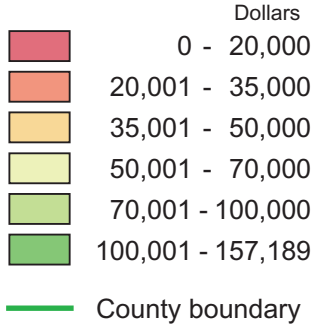 Dollars
0 - 20,000
20,001 - 35,000
35,001 - 50,000
50,001 - 70,000
70,001 - 100,000
100,001 - 157,189
County boundary